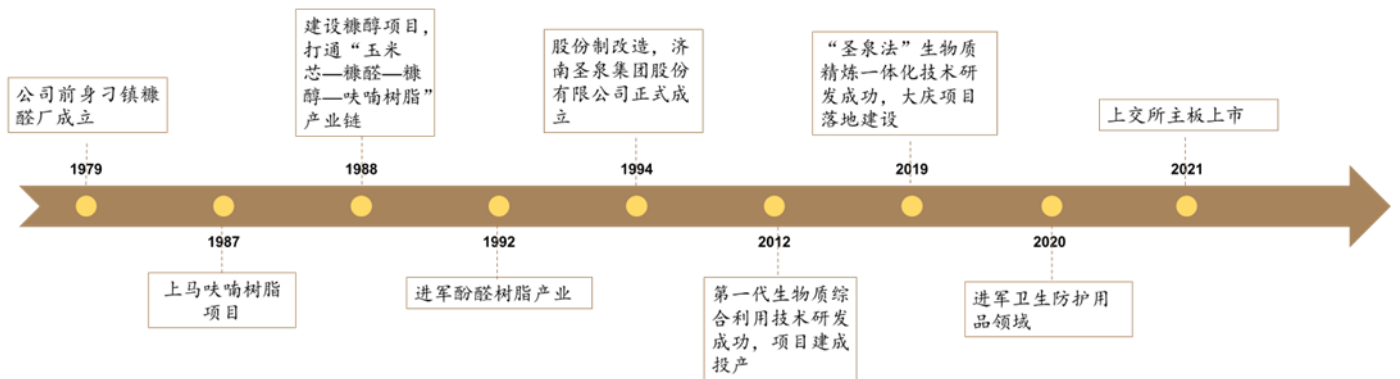 公司前身刁镇糠
醛厂成立
1979
上马呋喃树脂
项目
1987
建设糠醇项目，
打通“玉米
芯—糠醛—糠
醇—呋喃树脂”
产业链
1988
进军酚醛树脂产业
1992
股份制改造，济
南圣泉集团股份
有限公司正式成
立
1994
第一代生物质综
合利用技术研发
成功，项目建成
投产
2012
“圣泉法”生物质
精炼一体化技术研
发成功，大庆项目
落地建设
2019
进军卫生防护用
品领域
2020
上交所主板上市
2021